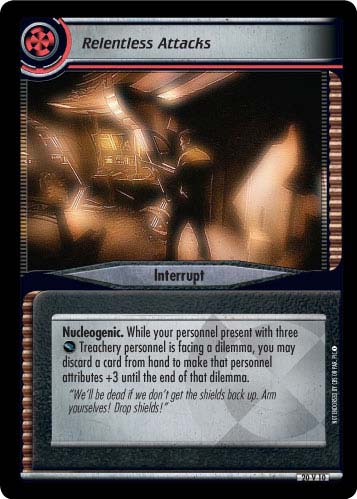 Relentless Attacks
Interrupt
Nucleogenic. While your personnel present with three
Treachery personnel is facing a dilemma, you may
discard a card from hand to make that personnel
attributes +3 until the end of that dilemma.
"We'll be dead if we don't get the shields back up. Arm
yourselves! Drop shields!"
20 V 10